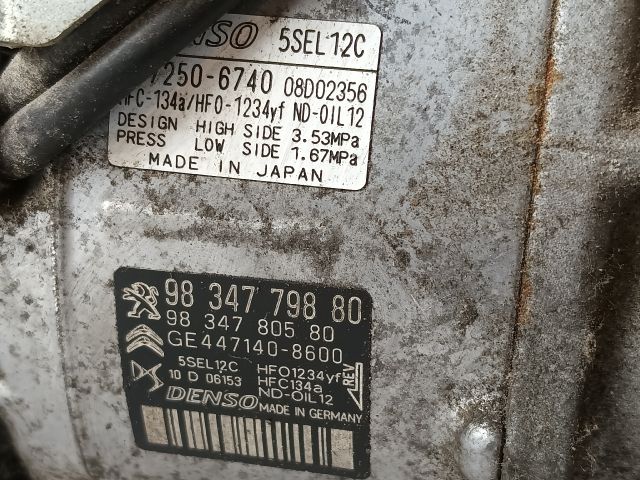 5SEL12C
250-6740 08D02356
HFC-134a/HFO-1234yf ND-OIL12
DESIGN HIGH SIDE 3.53MPa
PRESS LOW SIDE 1.67MPa
MADE IN JAPAN
98 347 798 80
98 347 805 80
GE447140-8600
5SEL12C HFO1234yf
10 D 06153 HFC134a
ND-OIL12
REV
DENSO MADE IN GERMANY